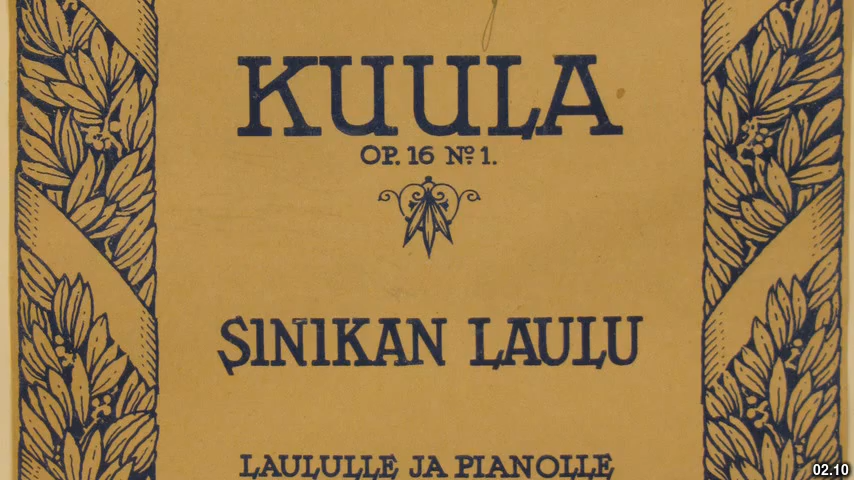 KUULA
OP. 16 No 1.
SINIKAN LAULU
LAULULLE JA PIANOLLE
02.10